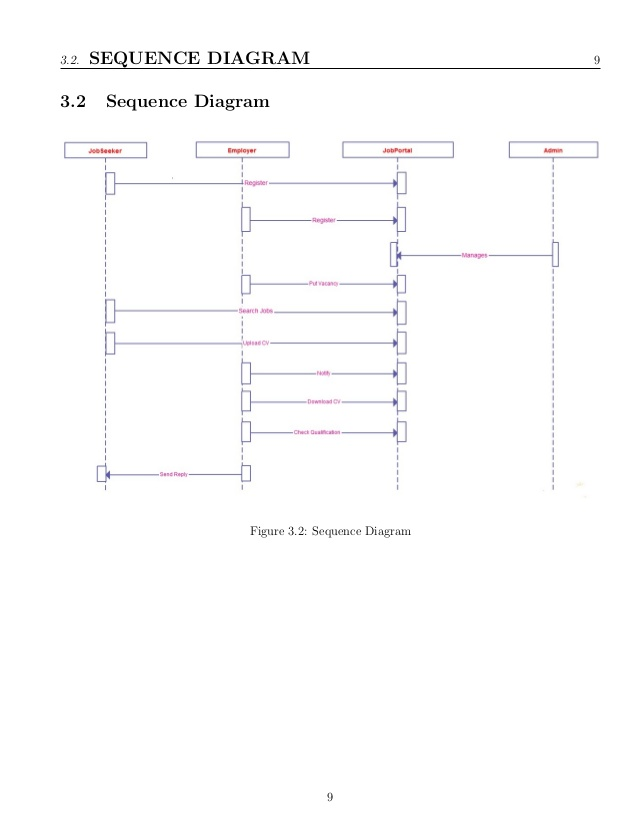 3.2. SEQUENCE DIAGRAM 9
3.2 Sequence Diagram
JobSeeker Employer JobPortal Admin
Register
Register
Manages
Put Vacancy
Search Jobs
Upload CV
Notify
Download CV
Check Qualification
Send Reply
Figure 3.2: Sequence Diagram
9